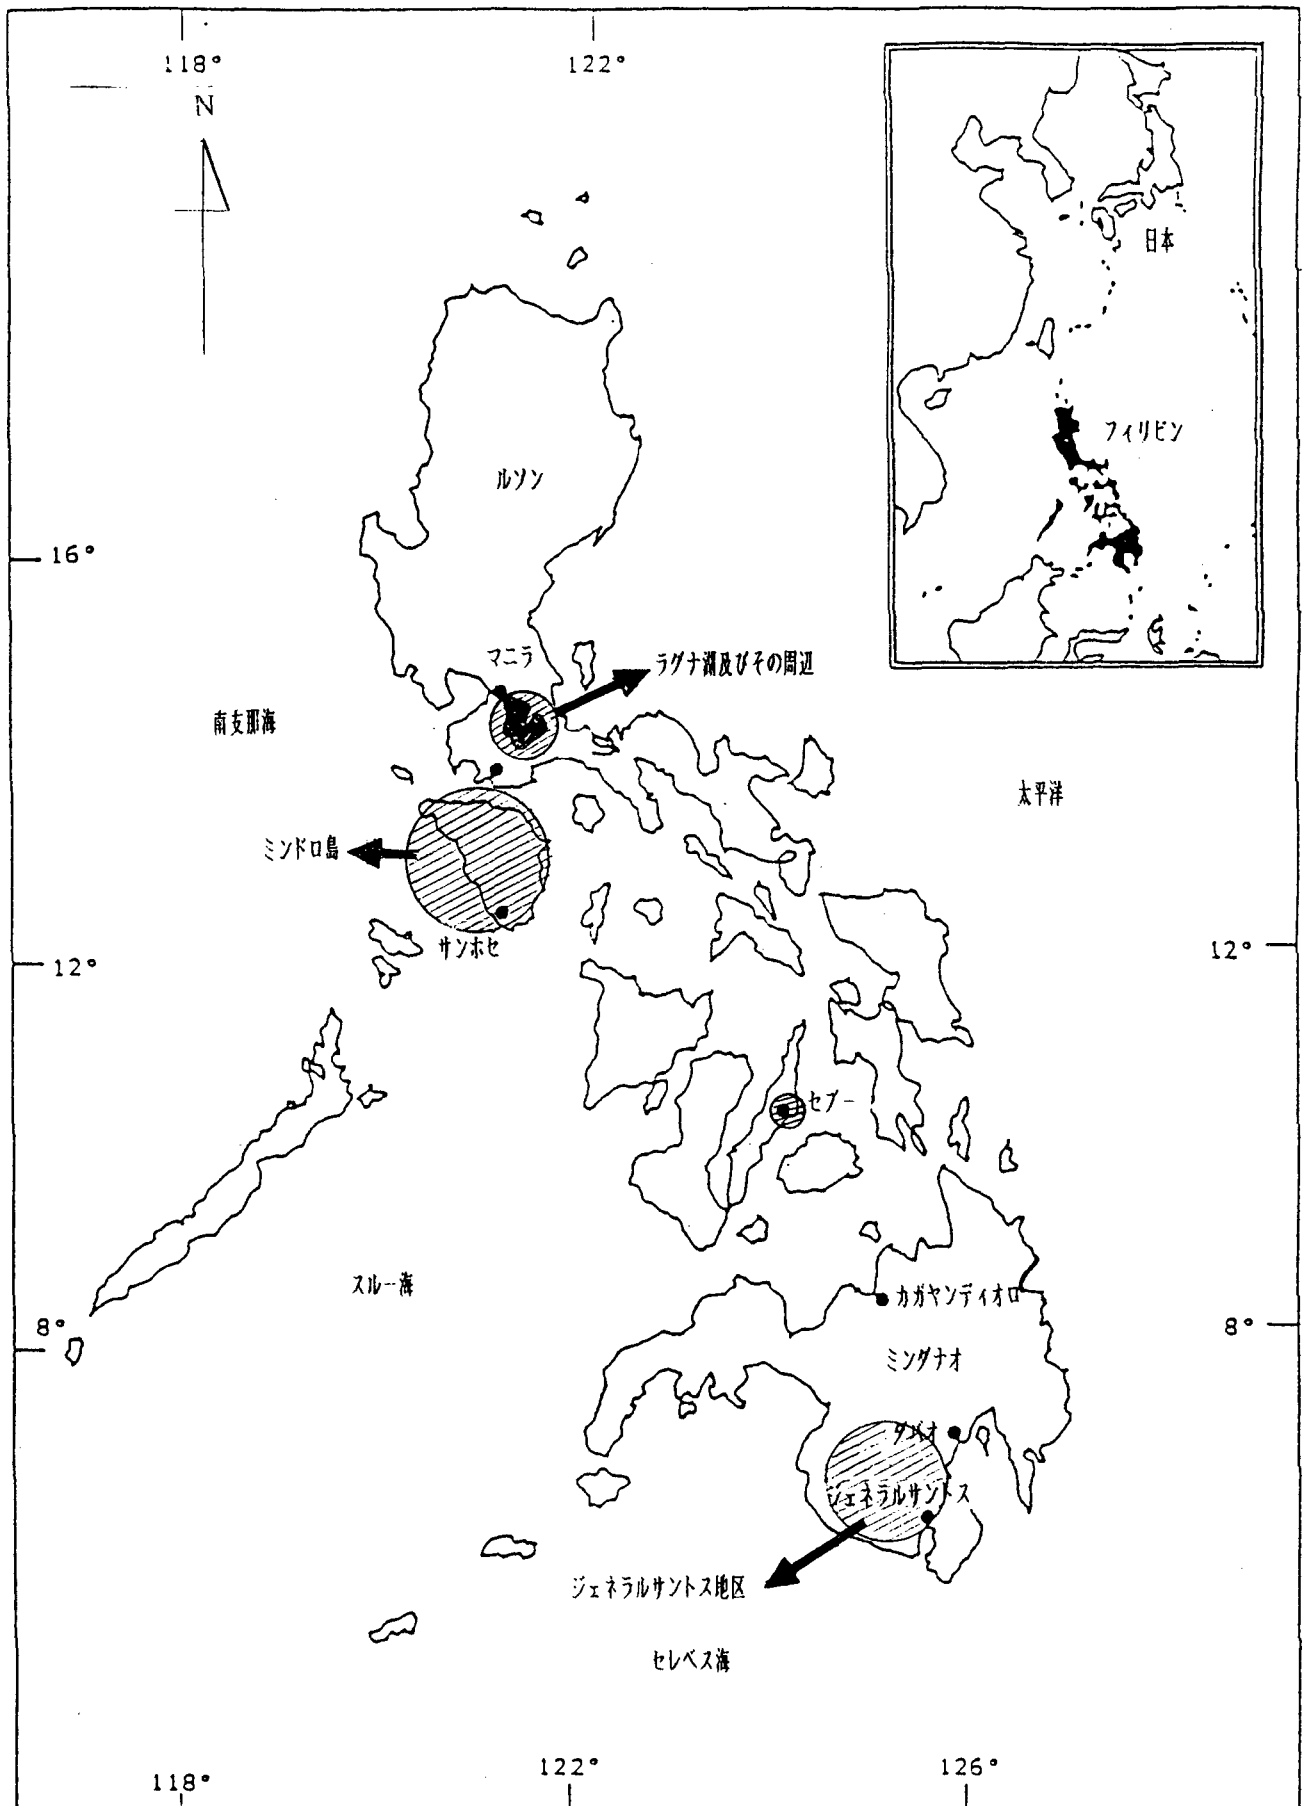 118°
122°
N
日本
フィリピン
ルソン
16°
マニラ
ラグナ湖及びその周辺
南支那海
太平洋
ミンドロ島
サンホセ
12°
12°
セブー
スルー海
カガヤンディオロ
8°
8°
ミンダナオ
ダバオ
ジェネラルサントス
ジェネラルサントス地区
セレベス海
118°
122°
126°